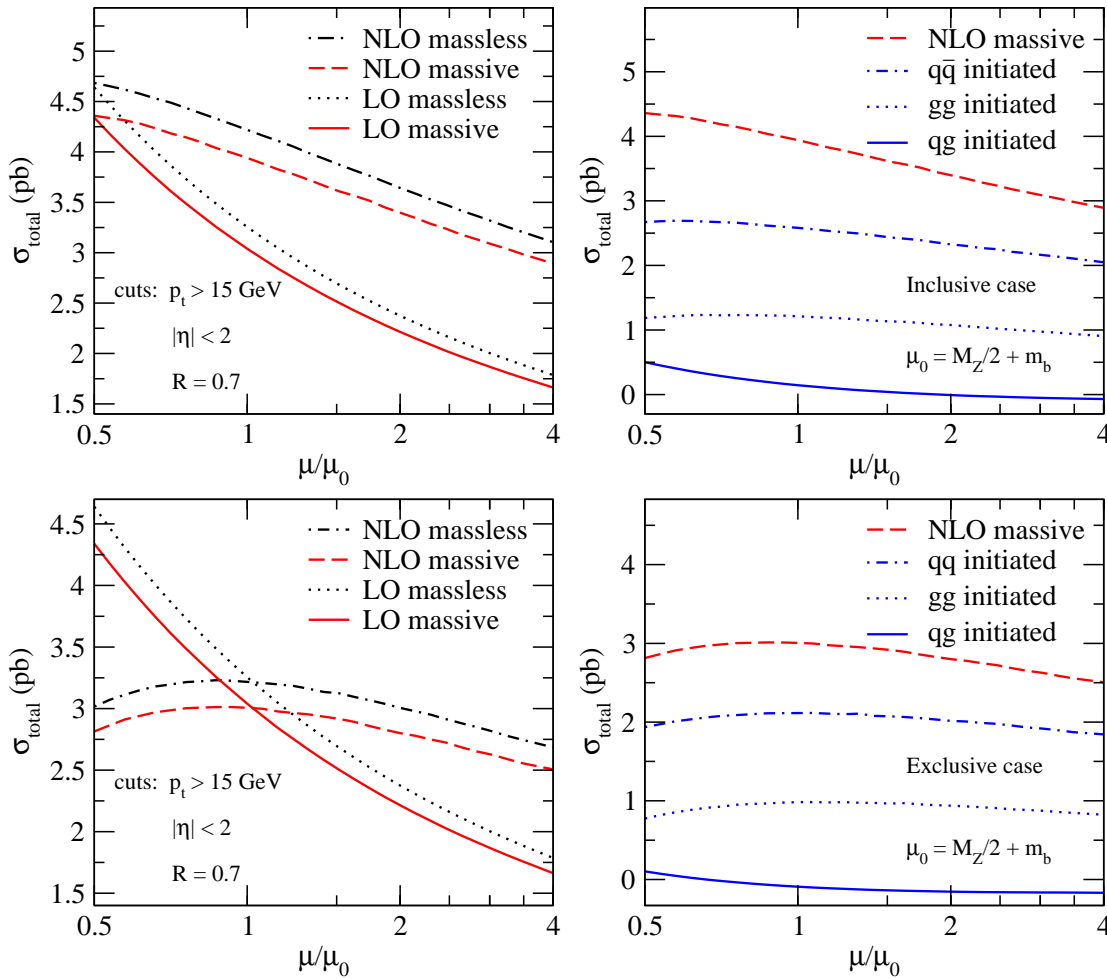 NLO massless
NLO massive
LO massless
LO massive
5
4.5
4
3.5
3
2.5
2
1.5
σ_total (pb)
cuts: p_t > 15 GeV
|η| < 2
R = 0.7
0.5 1 2 4
μ/μ_0
NLO massive
qq̄ initiated
gg initiated
qg initiated
5
4
3
2
1
0
σ_total (pb)
Inclusive case
μ_0 = M_Z/2 + m_b
0.5 1 2 4
μ/μ_0
NLO massless
NLO massive
LO massless
LO massive
4.5
4
3.5
3
2.5
2
1.5
σ_total (pb)
cuts: p_t > 15 GeV
|η| < 2
R = 0.7
0.5 1 2 4
μ/μ_0
NLO massive
qq initiated
gg initiated
qg initiated
4
3
2
1
0
σ_total (pb)
Exclusive case
μ_0 = M_Z/2 + m_b
0.5 1 2 4
μ/μ_0